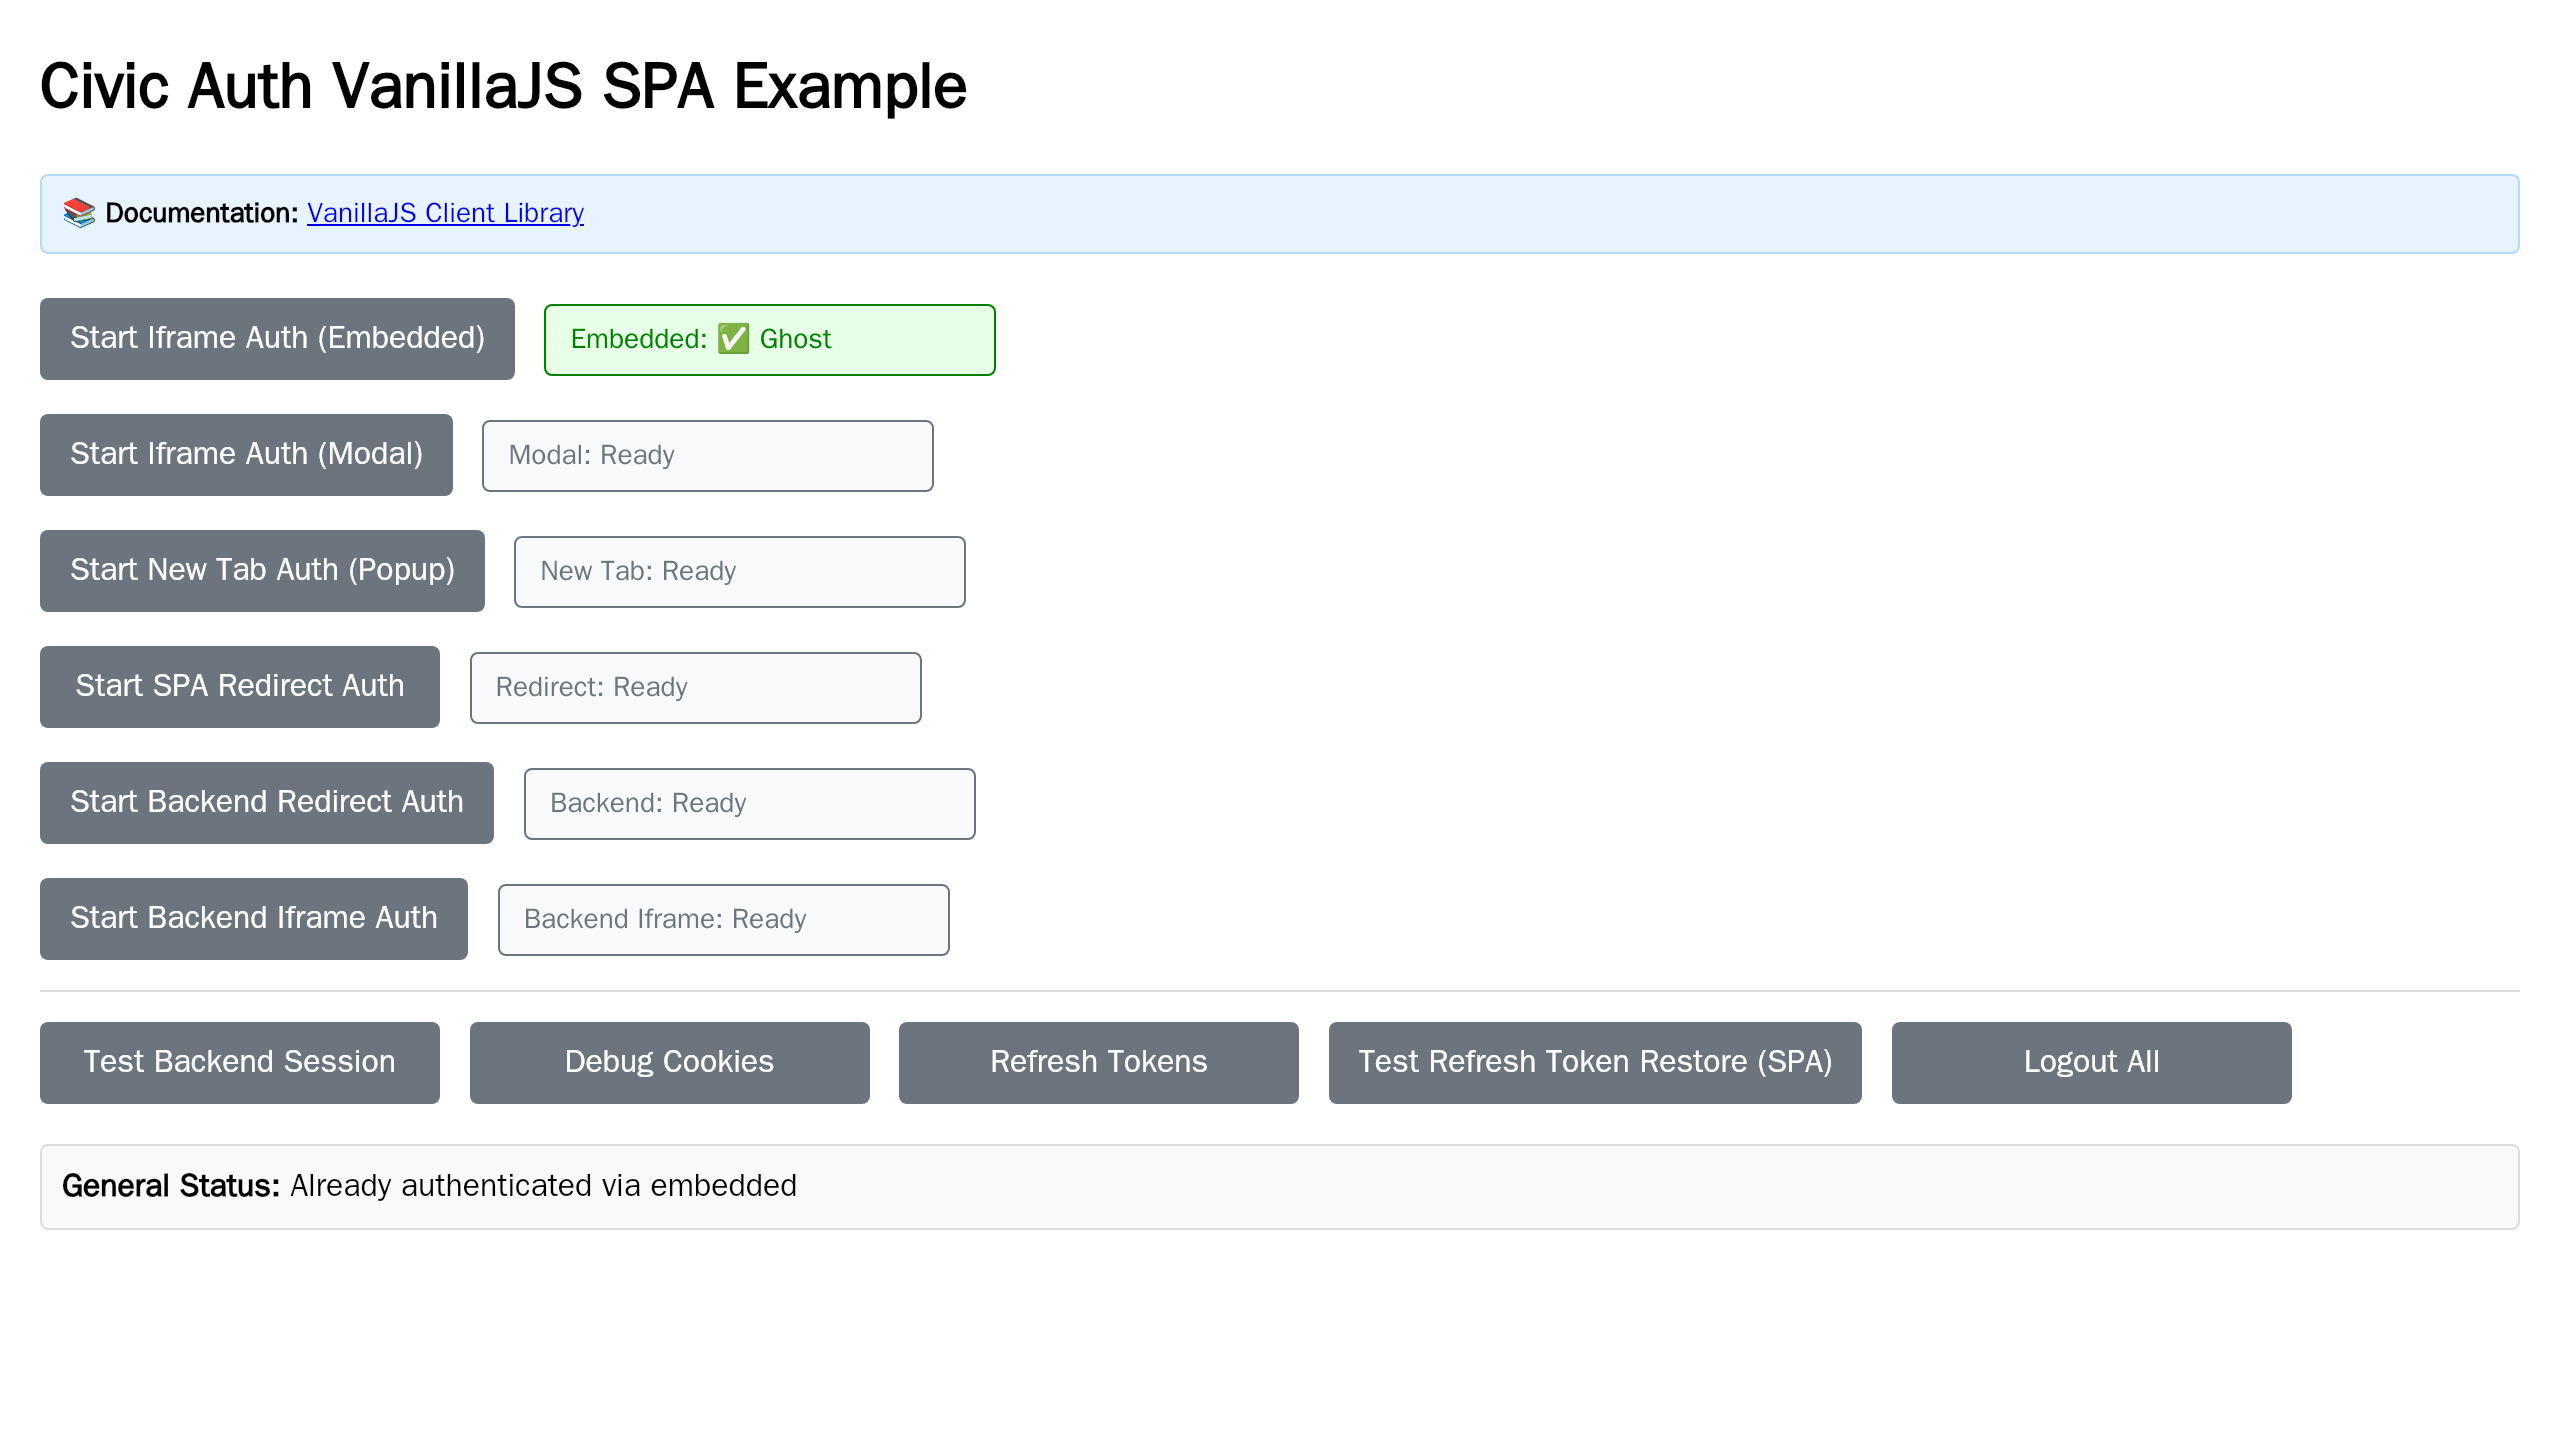 Civic Auth VanillaJS SPA Example
📚 Documentation: VanillaJS Client Library
Start Iframe Auth (Embedded)
Embedded: ✅ Ghost
Start Iframe Auth (Modal)
Modal: Ready
Start New Tab Auth (Popup)
New Tab: Ready
Start SPA Redirect Auth
Redirect: Ready
Start Backend Redirect Auth
Backend: Ready
Start Backend Iframe Auth
Backend Iframe: Ready
Test Backend Session
Debug Cookies
Refresh Tokens
Test Refresh Token Restore (SPA)
Logout All
General Status: Already authenticated via embedded